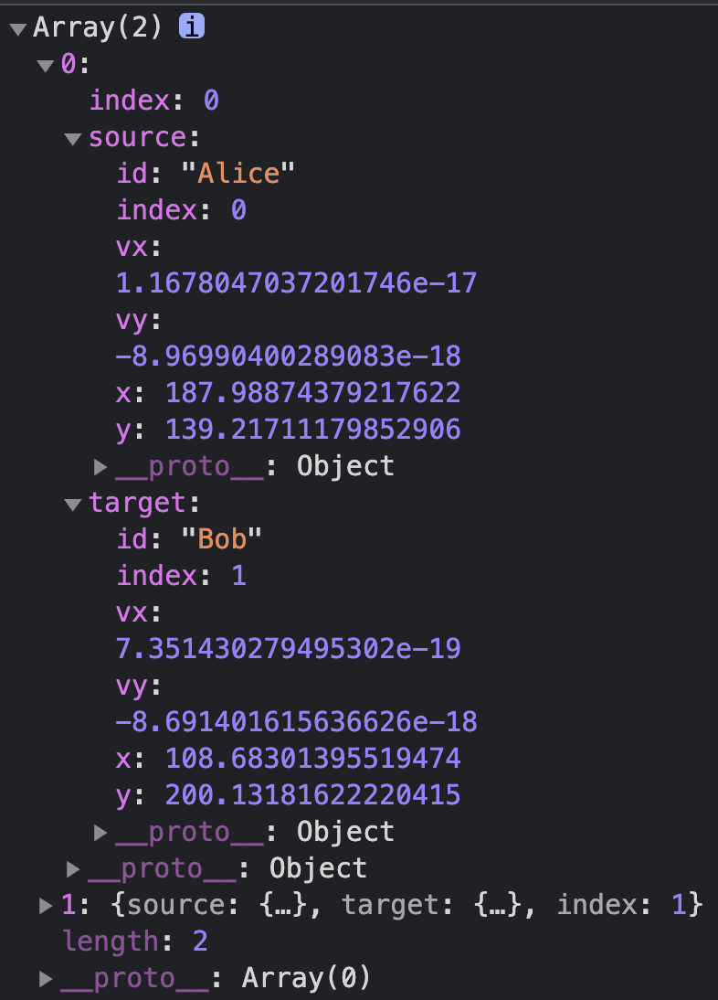 Array(2) i
0:
index: 0
source:
id: "Alice"
index: 0
vx:
1.1678047037201746e-17
vy:
-8.96990400289083e-18
x: 187.98874379217622
y: 139.21711179852906
__proto__: Object
target:
id: "Bob"
index: 1
vx:
7.351430279495302e-19
vy:
-8.691401615636626e-18
x: 108.68301395519474
y: 200.13181622220415
__proto__: Object
__proto__: Object
1: {source: {…}, target: {…}, index: 1}
length: 2
__proto__: Array(0)